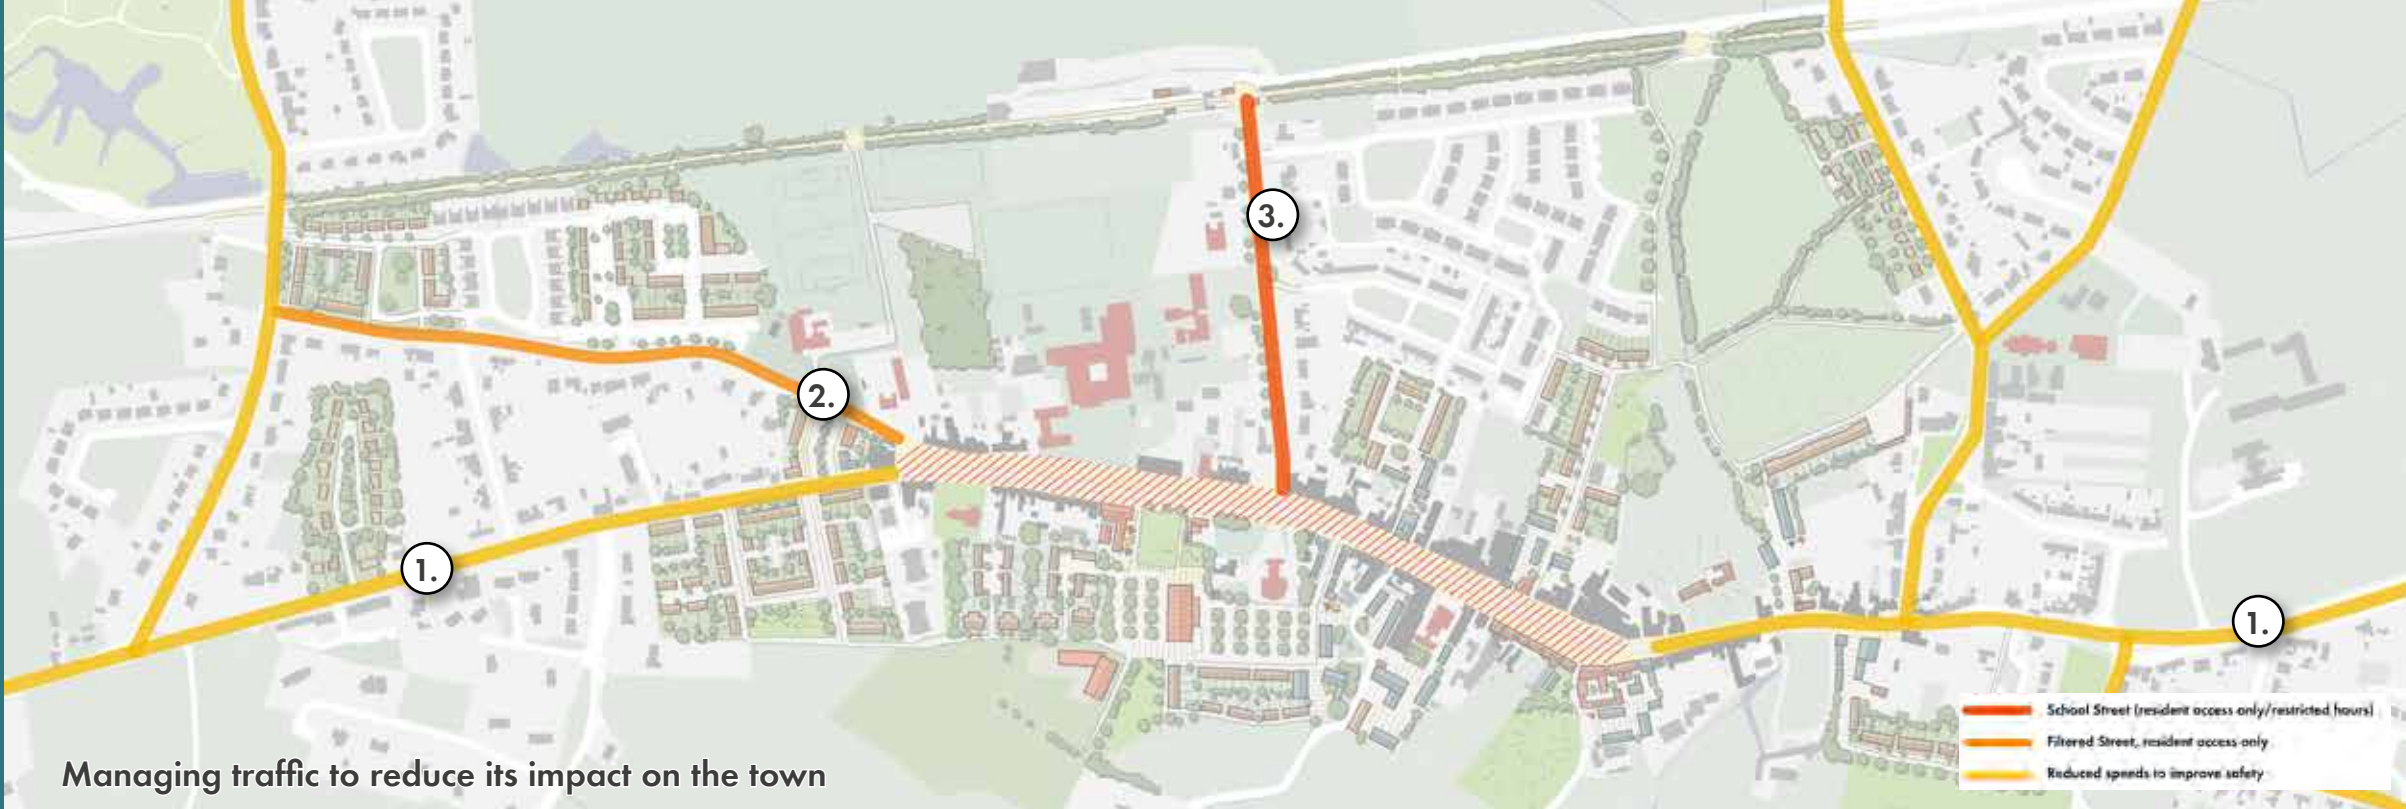 3.
2.
1.
1.
School Street (resident access only/restricted hours)
Filtered Street, resident access only
Reduced speeds to improve safety
Managing traffic to reduce its impact on the town